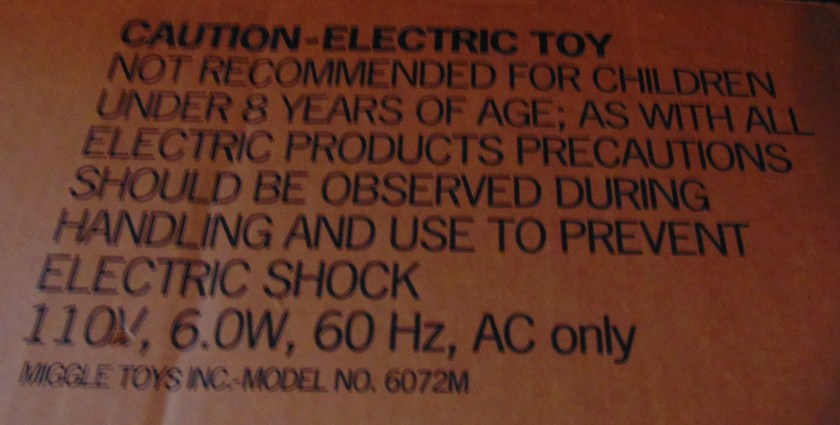 CAUTION-ELECTRIC TOY
NOT RECOMMENDED FOR CHILDREN
UNDER 8 YEARS OF AGE; AS WITH ALL
ELECTRIC PRODUCTS PRECAUTIONS
SHOULD BE OBSERVED DURING
HANDLING AND USE TO PREVENT
ELECTRIC SHOCK
110V, 6.0W, 60 Hz, AC only
MIGGLE TOYS INC.-MODEL NO. 6072M